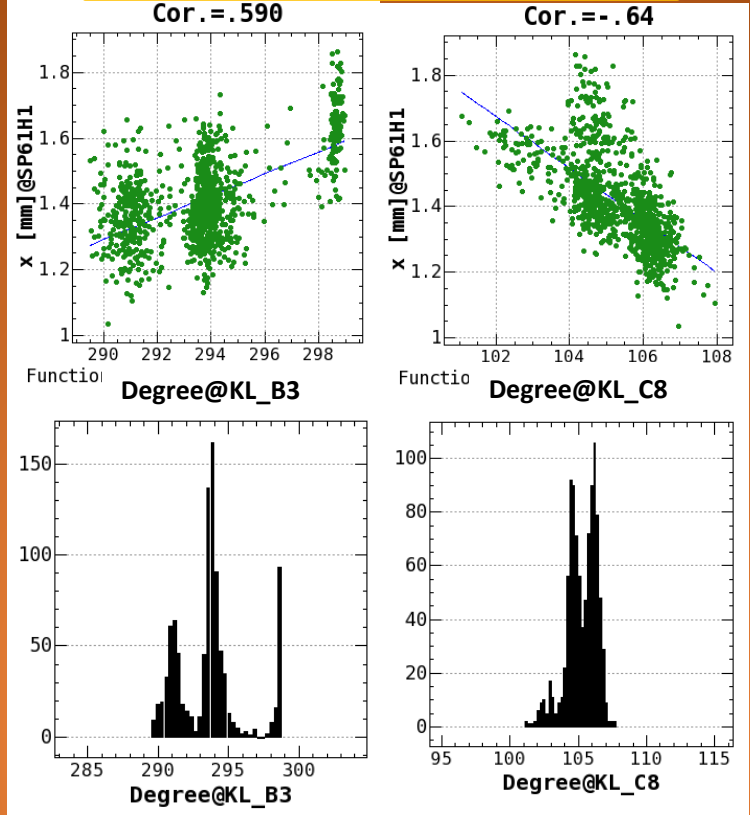 Cor.=.590
Cor.=-.64
x [mm]@SP61H1
1.8
1.6
1.4
1.2
1
290 292 294 296 298
Functio
Degree@KL_B3
x [mm]@SP61H1
1.8
1.6
1.4
1.2
1
102 104 106 108
Functio
Degree@KL_C8
150
100
50
0
285 290 295 300
Degree@KL_B3
100
80
60
40
20
0
95 100 105 110 115
Degree@KL_C8